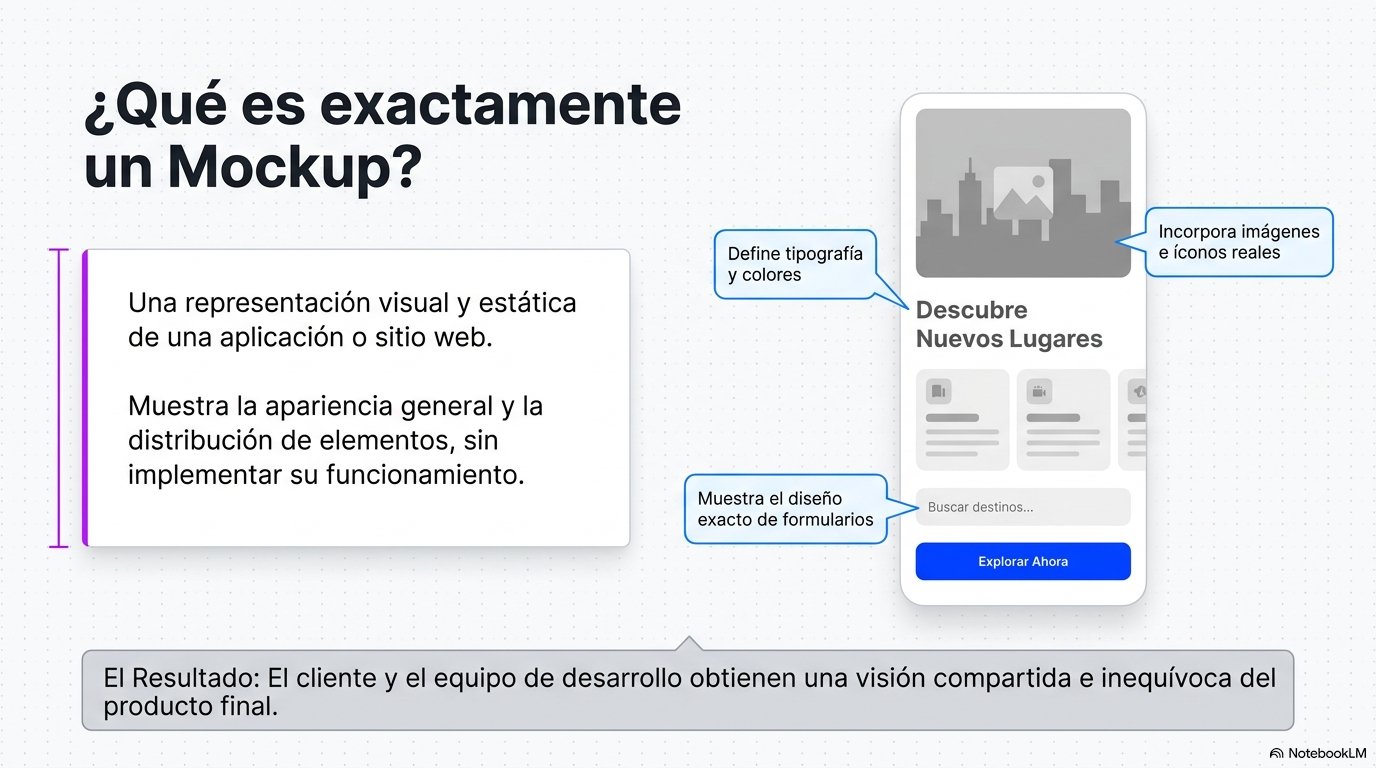 ¿Qué es exactamente
un Mockup?
Una representación visual y estática
de una aplicación o sitio web.
Muestra la apariencia general y la
distribución de elementos, sin
implementar su funcionamiento.
Define tipografía
y colores
Incorpora imágenes
e íconos reales
Descubre
Nuevos Lugares
Muestra el diseño
exacto de formularios
Buscar destinos...
Explorar Ahora
El Resultado: El cliente y el equipo de desarrollo obtienen una visión compartida e inequívoca del
producto final.
NotebookLM